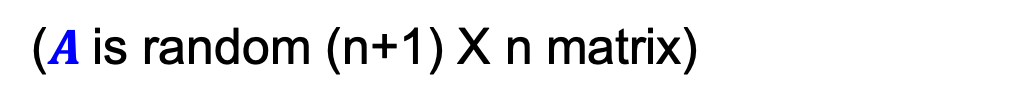 (A is random (n+1) X n matrix)